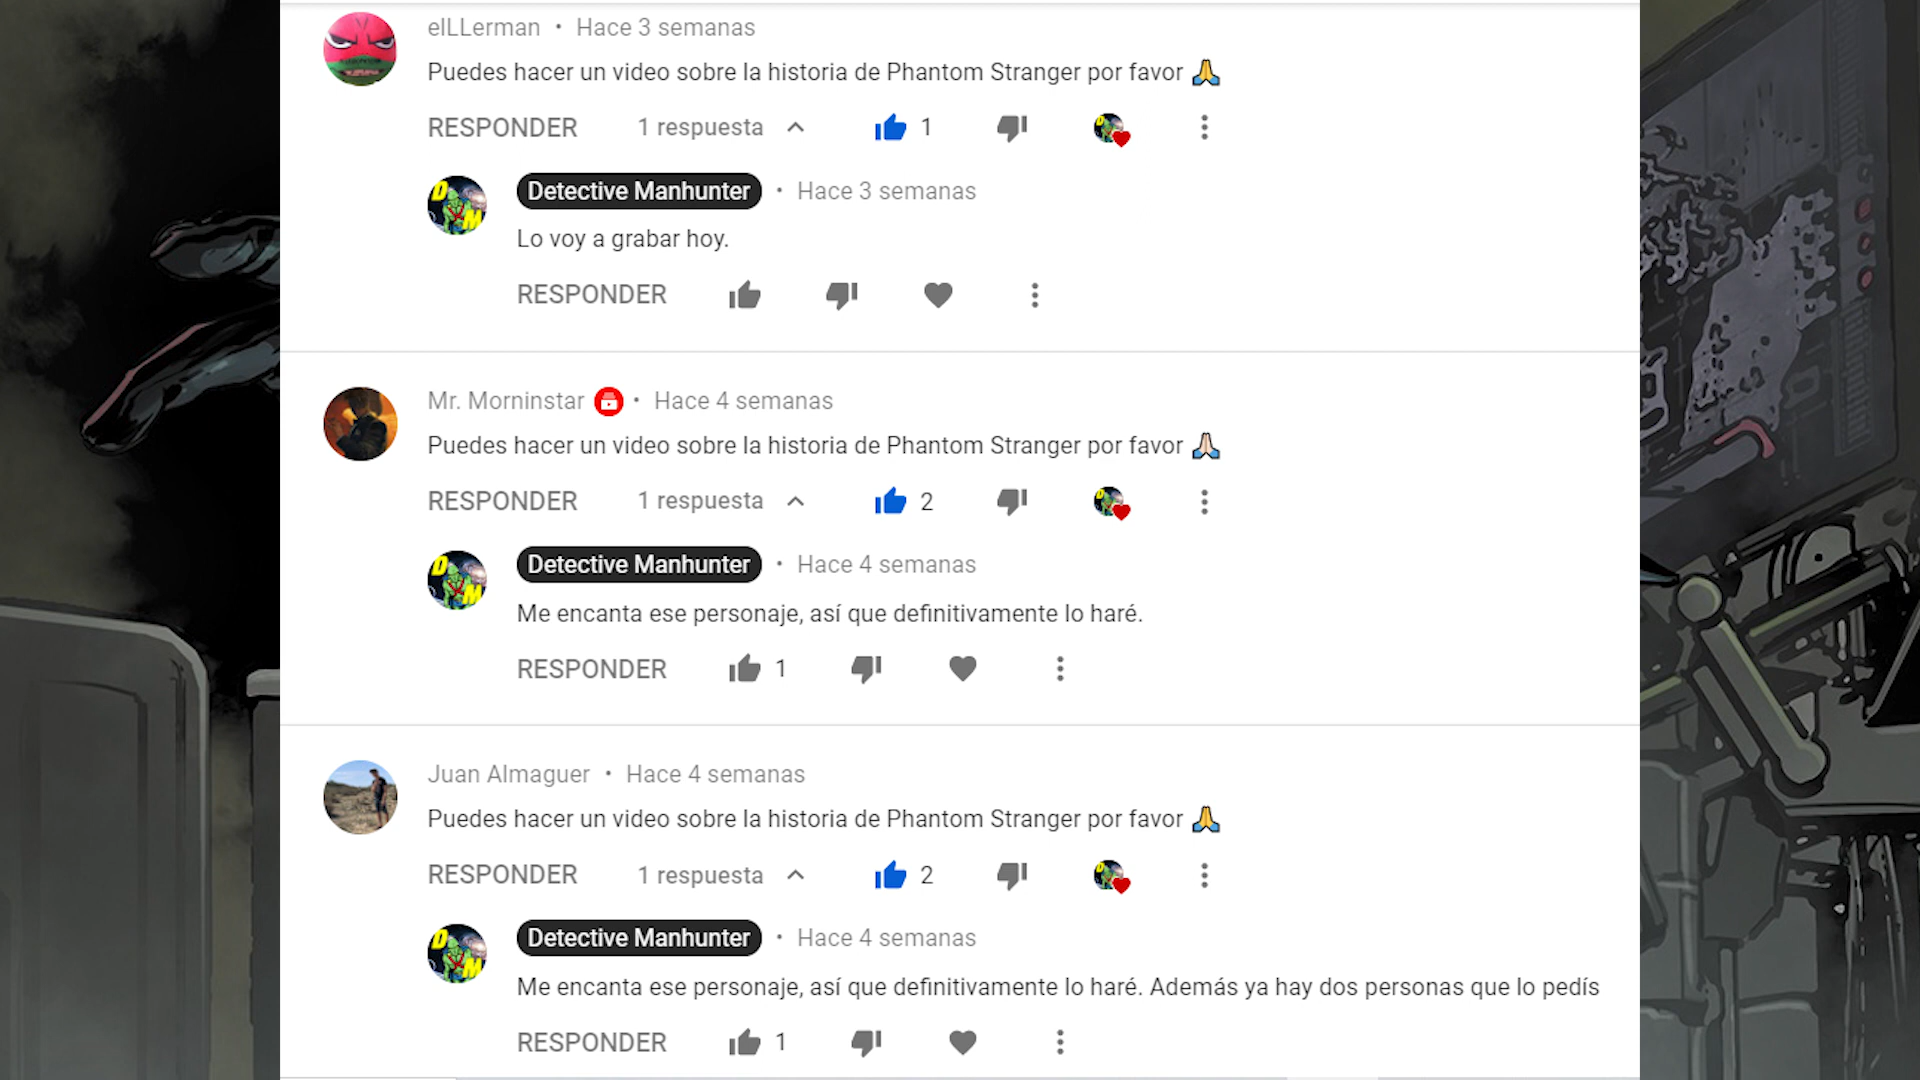 elLLerman • Hace 3 semanas
Puedes hacer un video sobre la historia de Phantom Stranger por favor 🙏
RESPONDER 1 respuesta 1
Detective Manhunter • Hace 3 semanas
Lo voy a grabar hoy.
RESPONDER
Mr. Morninstar • Hace 4 semanas
Puedes hacer un video sobre la historia de Phantom Stranger por favor 🙏🏻
RESPONDER 1 respuesta 2
Detective Manhunter • Hace 4 semanas
Me encanta ese personaje, así que definitivamente lo haré.
RESPONDER 1
Juan Almaguer • Hace 4 semanas
Puedes hacer un video sobre la historia de Phantom Stranger por favor 🙏
RESPONDER 1 respuesta 2
Detective Manhunter • Hace 4 semanas
Me encanta ese personaje, así que definitivamente lo haré. Además ya hay dos personas que lo pedís
RESPONDER 1